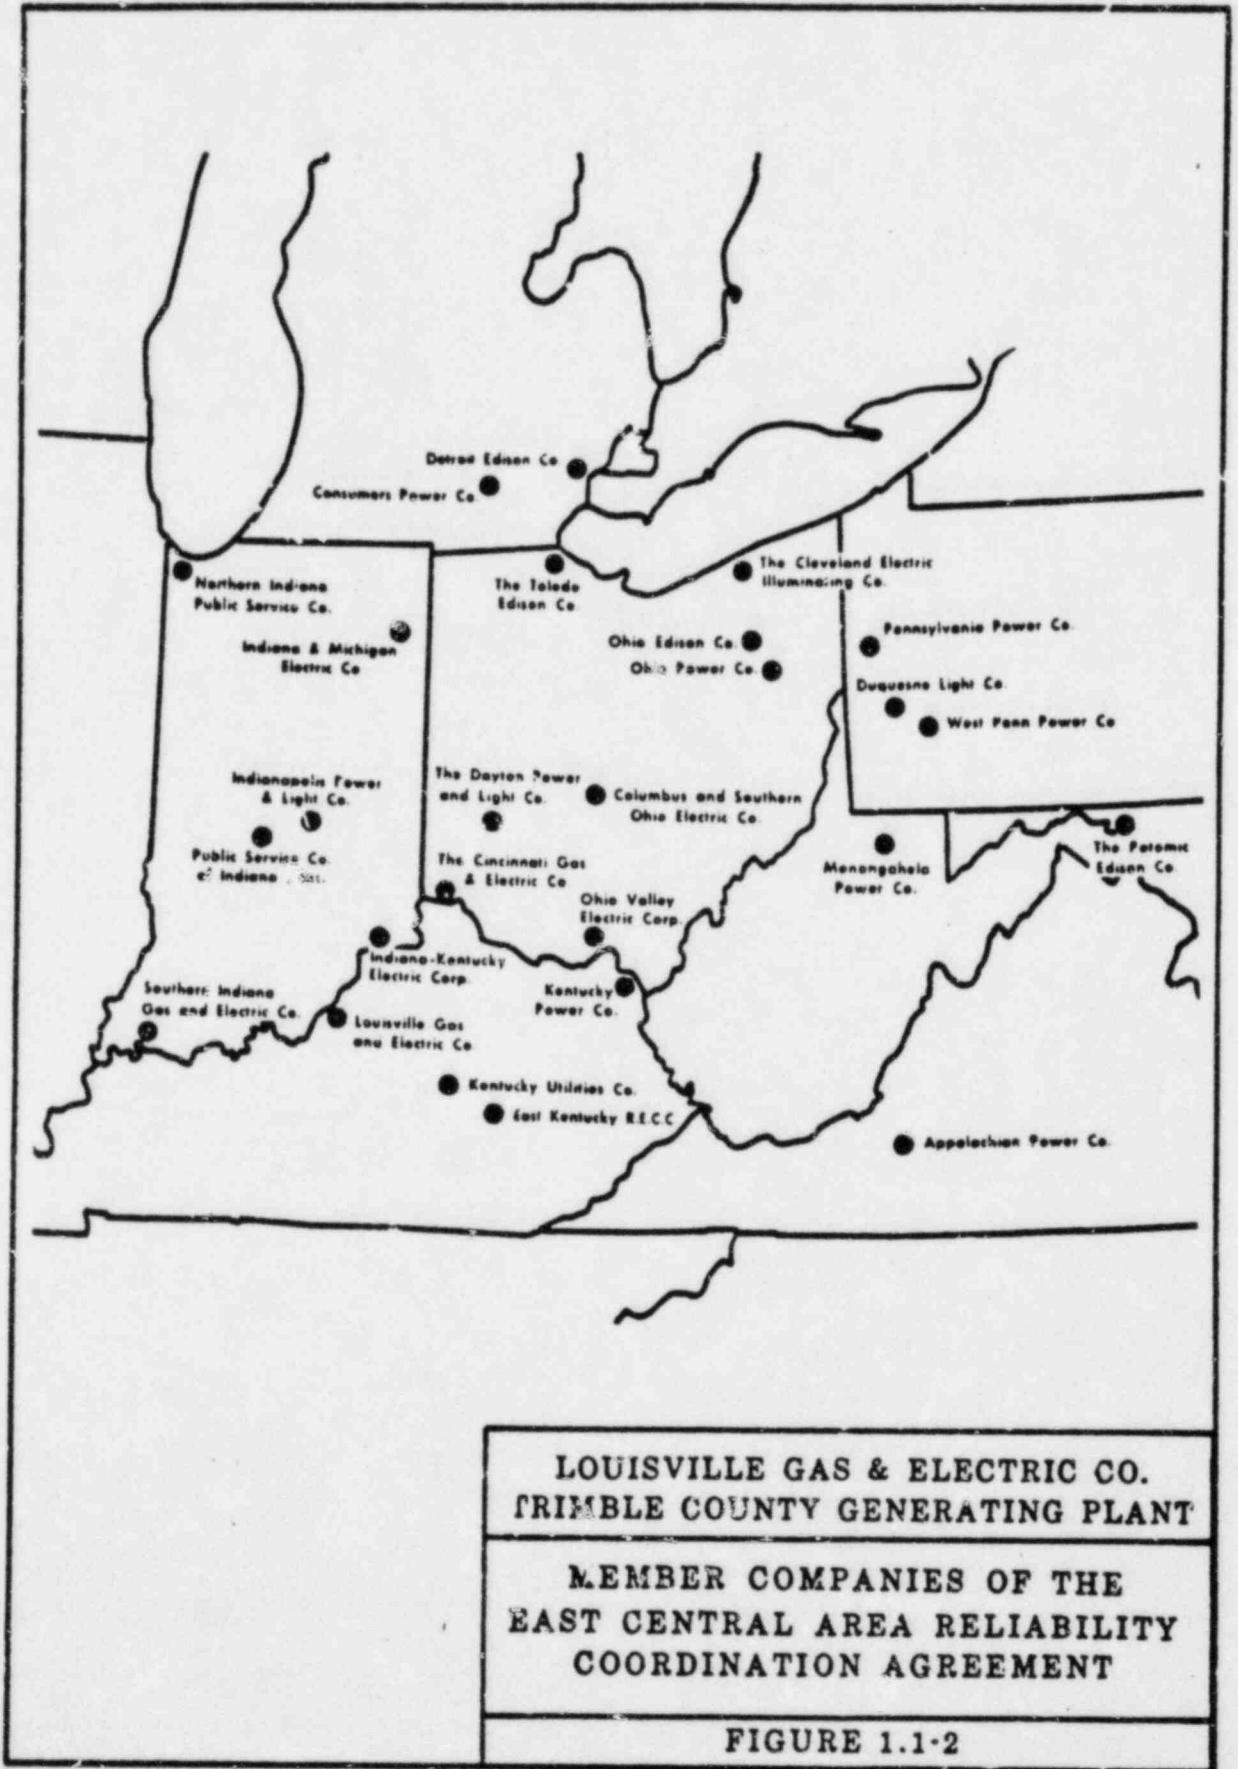 Detroit Edison Co
Consumers Power Co.
Northern Indiana
Public Service Co.
The Toledo
Edison Co
The Cleveland Electric
Illuminating Co.
Indiana & Michigan
Electric Co
Ohio Edison Co.
Ohio Power Co.
Pennsylvania Power Co.
Duquesne Light Co.
West Penn Power Co
Indianapolis Power
& Light Co.
The Dayton Power
and Light Co.
Columbus and Southern
Ohio Electric Co.
Public Service Co.
of Indiana
The Cincinnati Gas
& Electric Co
Monongahela
Power Co.
The Potomic
Edison Co.
Ohio Valley
Electric Corp.
Indiana-Kentucky
Electric Corp.
Southern Indiana
Gas and Electric Co.
Kentucky
Power Co.
Louisville Gas
and Electric Co
Kentucky Utilities Co.
East Kentucky R.E.C.C
Appalachian Power Co.
LOUISVILLE GAS & ELECTRIC CO.
TRIMBLE COUNTY GENERATING PLANT
MEMBER COMPANIES OF THE
EAST CENTRAL AREA RELIABILITY
COORDINATION AGREEMENT
FIGURE 1.1-2